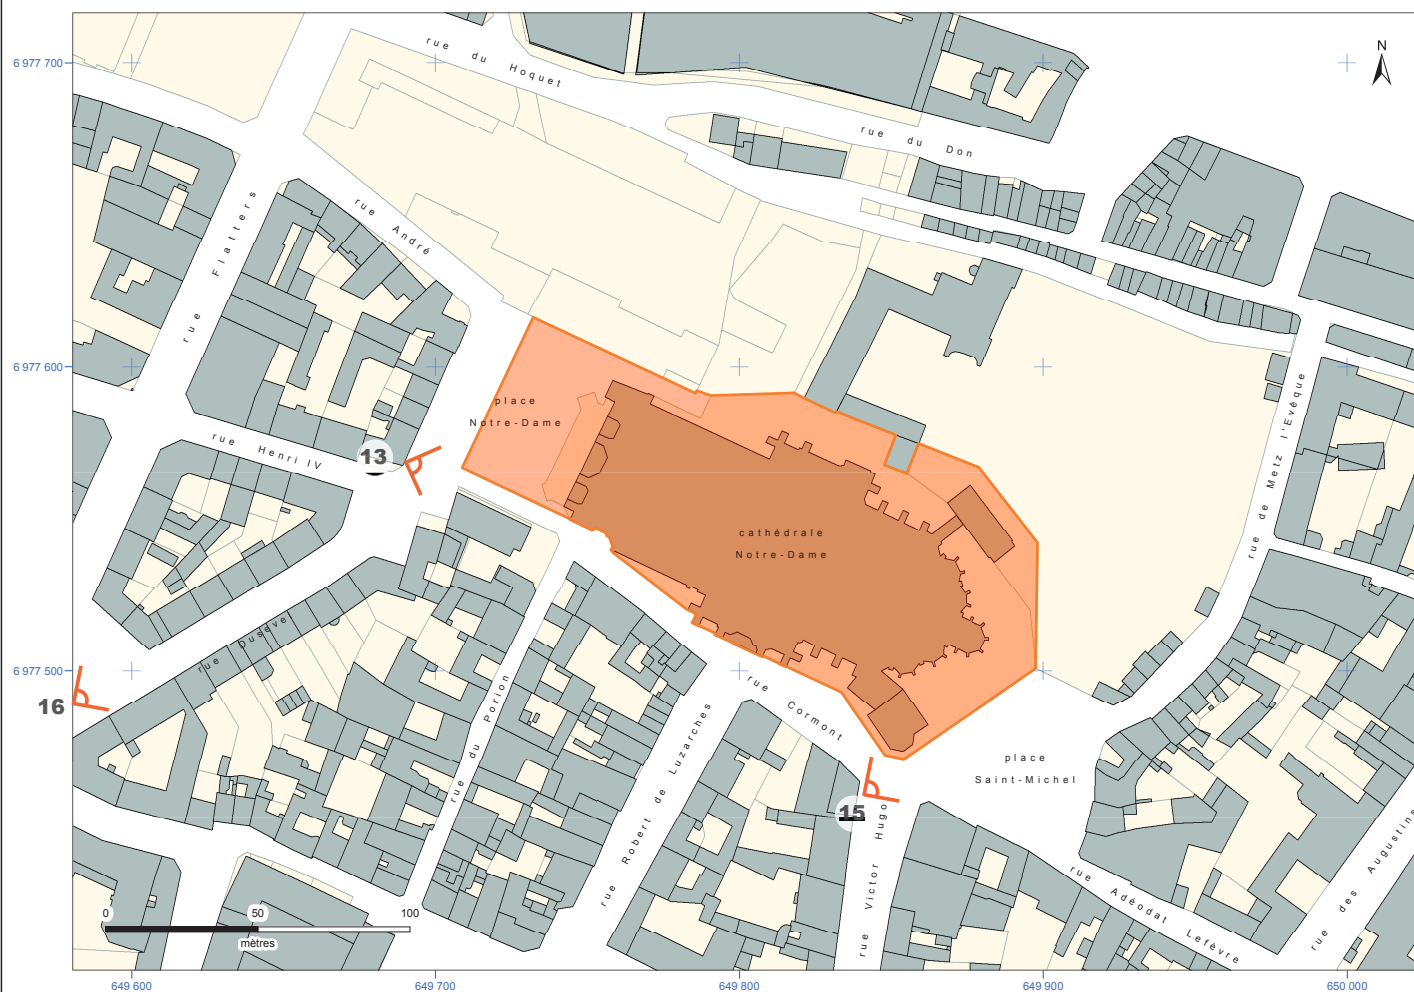 N
6 977 700
rue du Hoquet
rue du Don
rue Flatters
rue André
6 977 600
place
Notre-Dame
rue Henri IV
13
rue de Metz l'Evêque
cathédrale
Notre-Dame
6 977 500
rue Dusevel
16
rue du Porion
rue Robert de Luzarches
rue Cormont
place
Saint-Michel
15
rue Victor Hugo
rue Adéodat Lefèvre
rue des Augustins
0 50 100
mètres
649 600 649 700 649 800 649 900 650 000